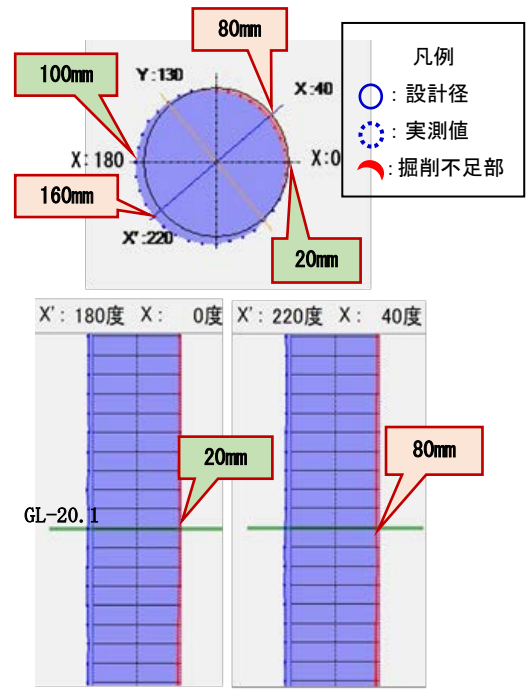 80mm
凡例
：設計径
：実測値
：掘削不足部
100mm
Y:130
X:40
X:180
X:0
160mm
X':220
20mm
X': 180度 X: 0度
X': 220度 X: 40度
20mm
80mm
GL-20.1